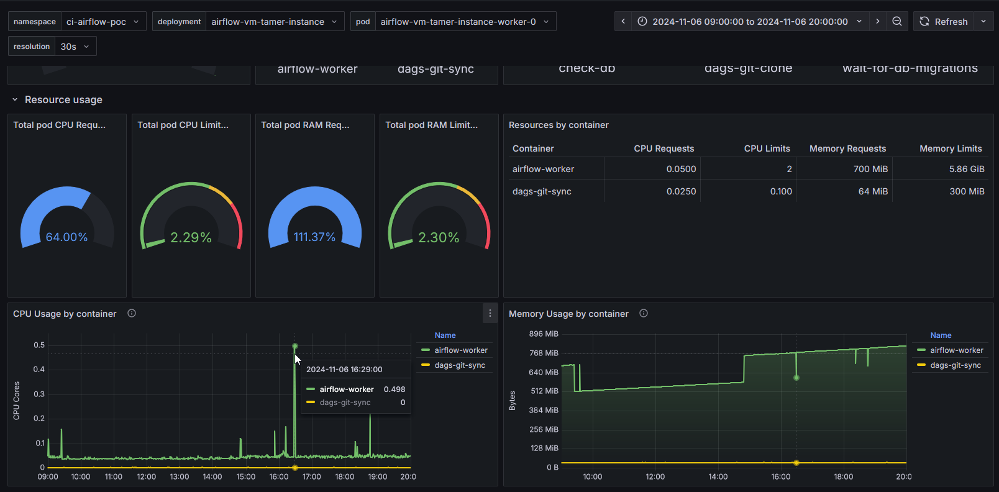 namespace ci-airflow-poc deployment airflow-vm-tamer-instance pod airflow-vm-tamer-instance-worker-0 2024-11-06 09:00:00 to 2024-11-06 20:00:00 Refresh
resolution 30s
airflow-worker dags-git-sync check-db dags-git-clone wait-for-db-migrations
Resource usage
Total pod CPU Requ... Total pod CPU Limit... Total pod RAM Req... Total pod RAM Limit... Resources by container
Container CPU Requests CPU Limits Memory Requests Memory Limits
airflow-worker 0.0500 2 700 MiB 5.86 GiB
dags-git-sync 0.0250 0.100 64 MiB 300 MiB
64.00% 2.29% 111.37% 2.30%
CPU Usage by container
Name
airflow-worker
dags-git-sync
CPU Cores
0.5
0.4
0.3
0.2
0.1
0
2024-11-06 16:29:00
airflow-worker 0.498
dags-git-sync 0
09:00 10:00 11:00 12:00 13:00 14:00 15:00 16:00 17:00 18:00 19:00 20:0
Memory Usage by container
Name
airflow-worker
dags-git-sync
Bytes
896 MiB
768 MiB
640 MiB
512 MiB
384 MiB
256 MiB
128 MiB
0 B
10:00 12:00 14:00 16:00 18:00 20:0